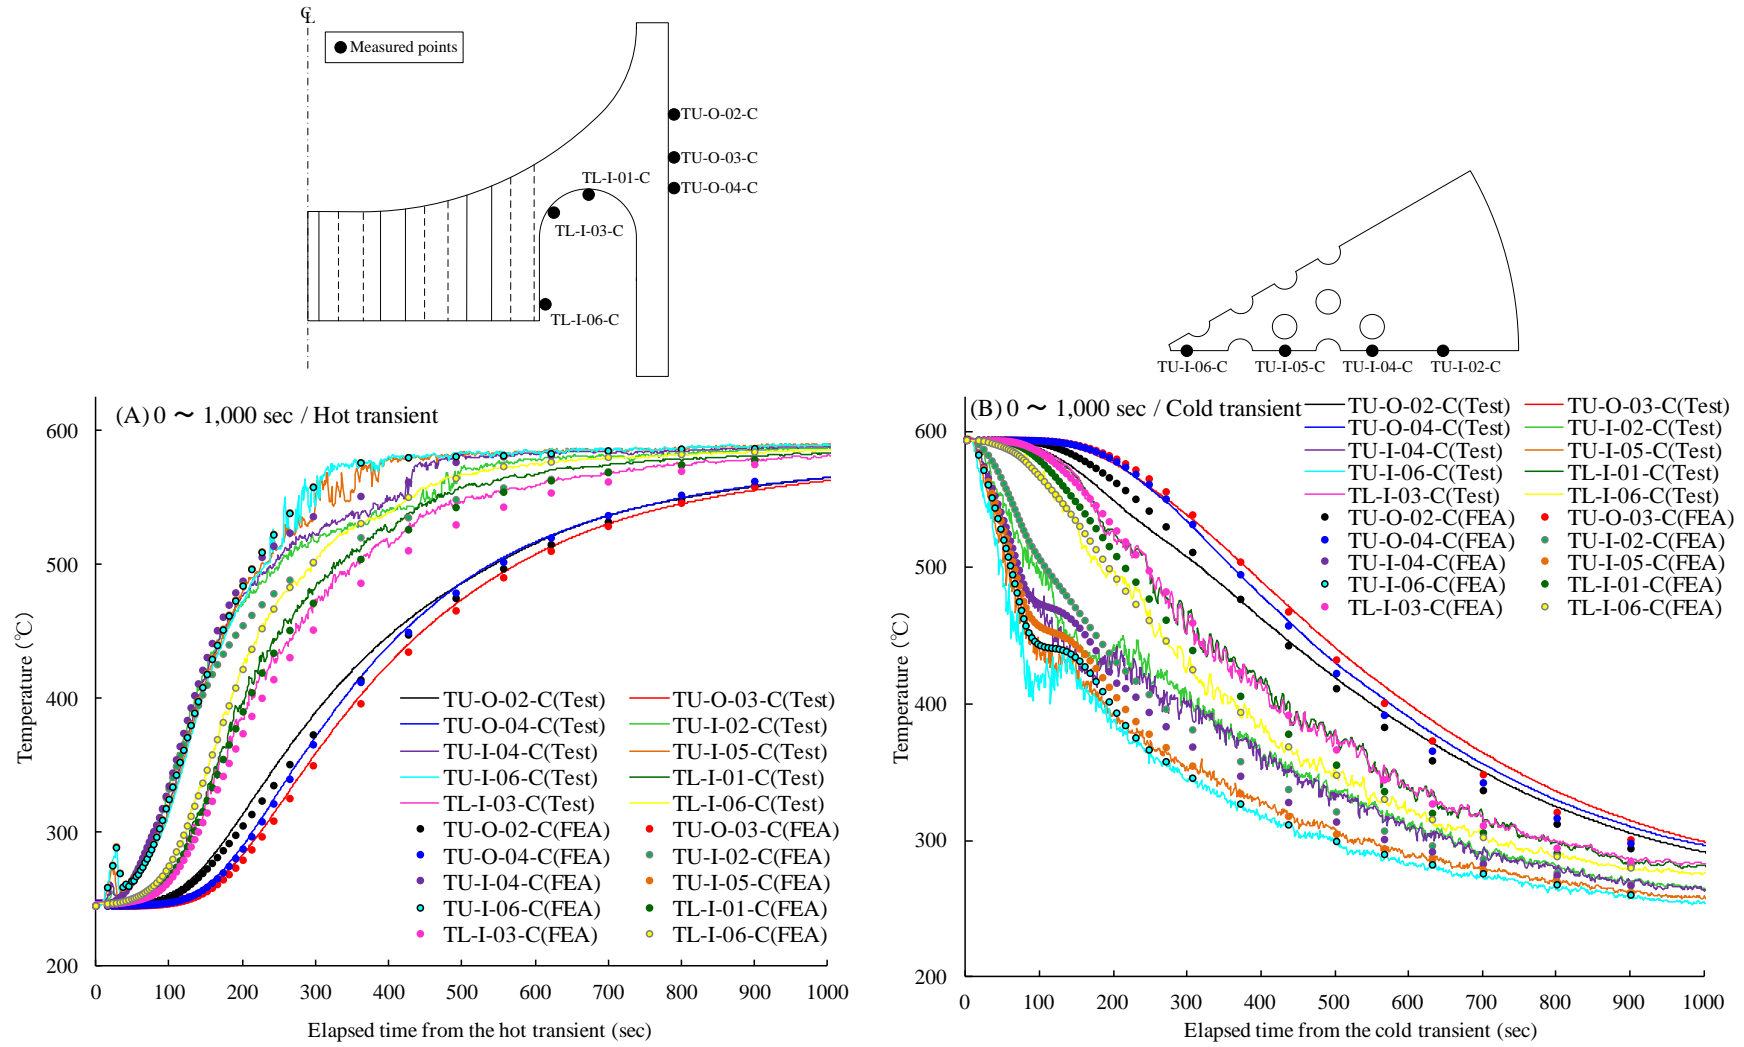 ℄
Measured points
TU-O-02-C
TU-O-03-C
TL-I-01-C
TU-O-04-C
TL-I-03-C
TL-I-06-C
TU-I-06-C
TU-I-05-C
TU-I-04-C
TU-I-02-C
(A) 0 ～ 1,000 sec / Hot transient
Temperature (℃)
600
500
400
300
200
0
100
200
300
400
500
600
700
800
900
1000
Elapsed time from the hot transient (sec)
TU-O-02-C(Test)
TU-O-03-C(Test)
TU-O-04-C(Test)
TU-I-02-C(Test)
TU-I-04-C(Test)
TU-I-05-C(Test)
TU-I-06-C(Test)
TL-I-01-C(Test)
TL-I-03-C(Test)
TL-I-06-C(Test)
TU-O-02-C(FEA)
TU-O-03-C(FEA)
TU-O-04-C(FEA)
TU-I-02-C(FEA)
TU-I-04-C(FEA)
TU-I-05-C(FEA)
TU-I-06-C(FEA)
TL-I-01-C(FEA)
TL-I-03-C(FEA)
TL-I-06-C(FEA)
(B) 0 ～ 1,000 sec / Cold transient
TU-O-02-C(Test)
TU-O-03-C(Test)
TU-O-04-C(Test)
TU-I-02-C(Test)
TU-I-04-C(Test)
TU-I-05-C(Test)
TU-I-06-C(Test)
TL-I-01-C(Test)
TL-I-03-C(Test)
TL-I-06-C(Test)
TU-O-02-C(FEA)
TU-O-03-C(FEA)
TU-O-04-C(FEA)
TU-I-02-C(FEA)
TU-I-04-C(FEA)
TU-I-05-C(FEA)
TU-I-06-C(FEA)
TL-I-01-C(FEA)
TL-I-03-C(FEA)
TL-I-06-C(FEA)
Temperature (℃)
600
500
400
300
200
0
100
200
300
400
500
600
700
800
900
1000
Elapsed time from the cold transient (sec)